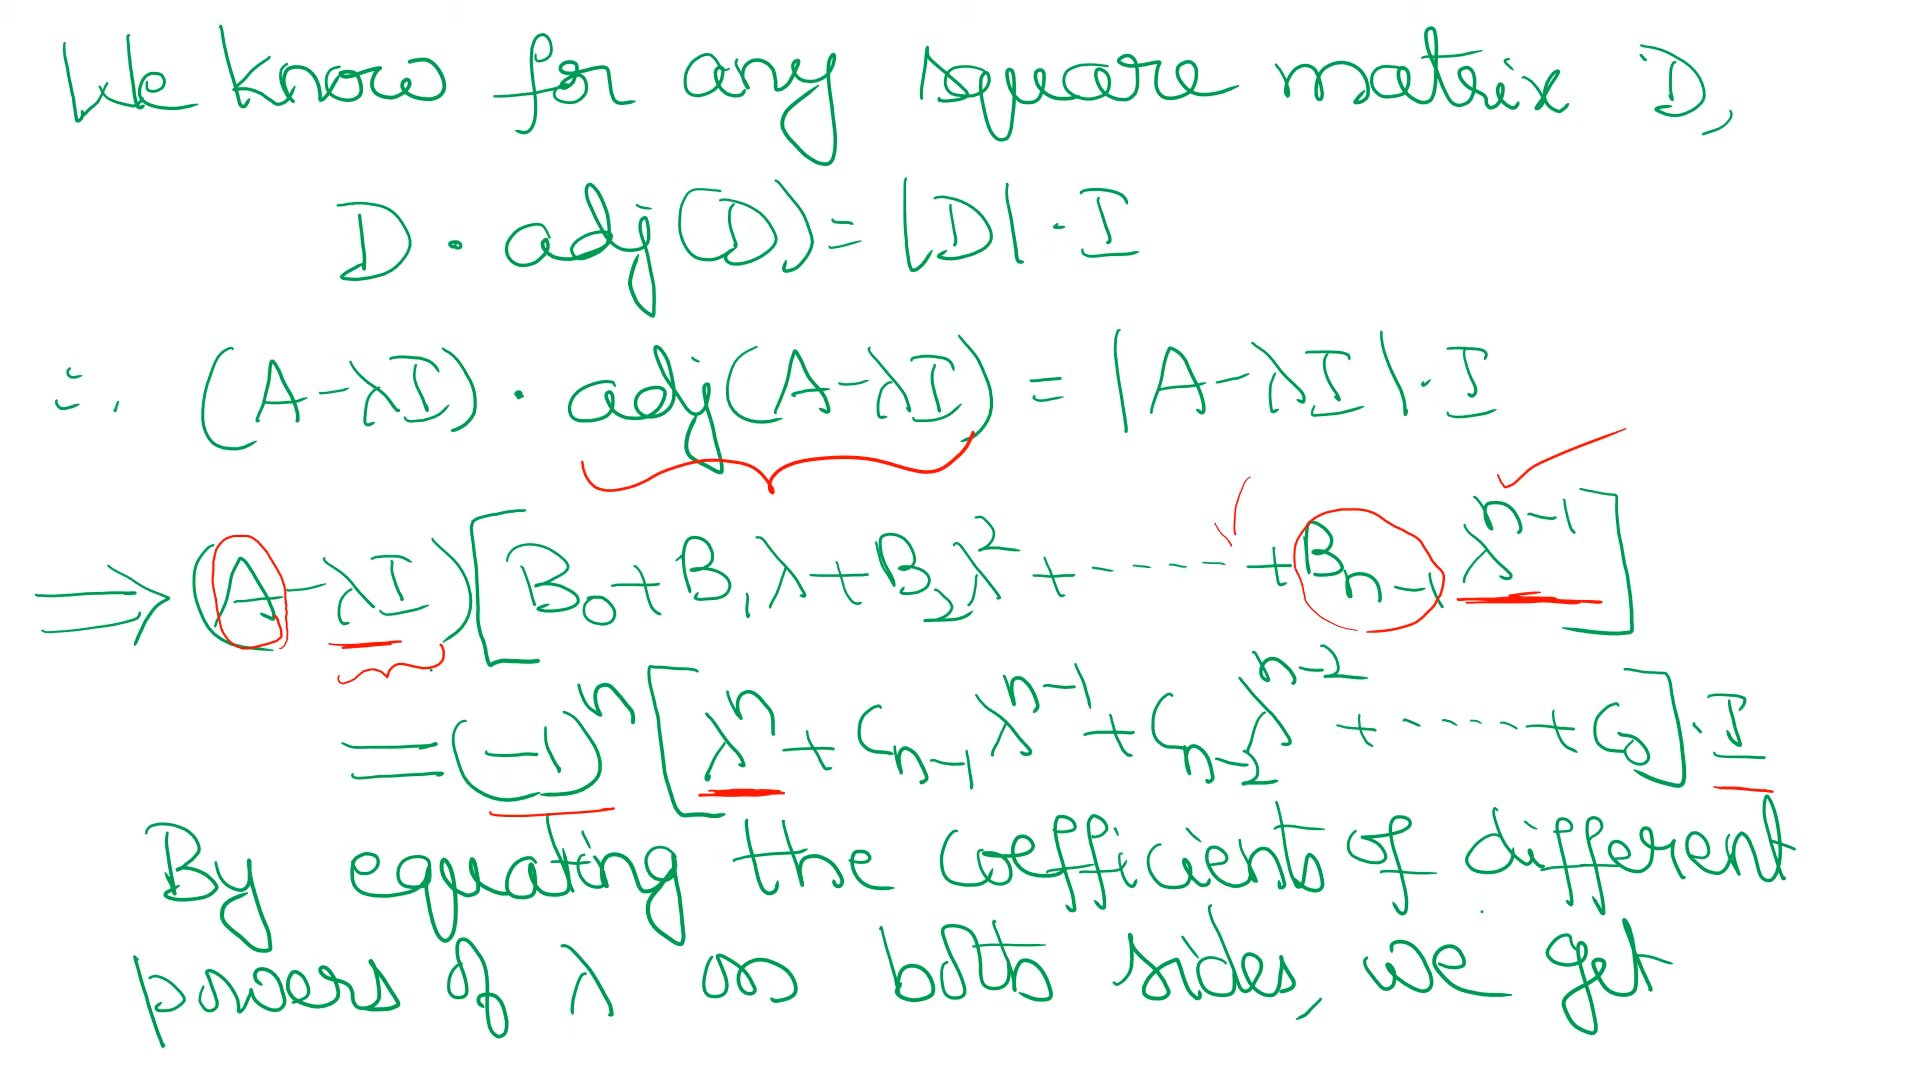 We know for any square matrix D,
D · adj(D) = |D| · I
∴ (A-λI) · adj(A-λI) = |A-λI| · I
⟹ (A-λI)[B₀+B₁λ+B₂λ²+-----+Bₙ₋₁ λⁿ⁻¹]
= (-1)ⁿ [λⁿ + Cₙ₋₁λⁿ⁻¹ + Cₙ₋₂λⁿ⁻² +-----+ C₀] · I
By equating the coefficients of different
powers of λ on both sides, we get